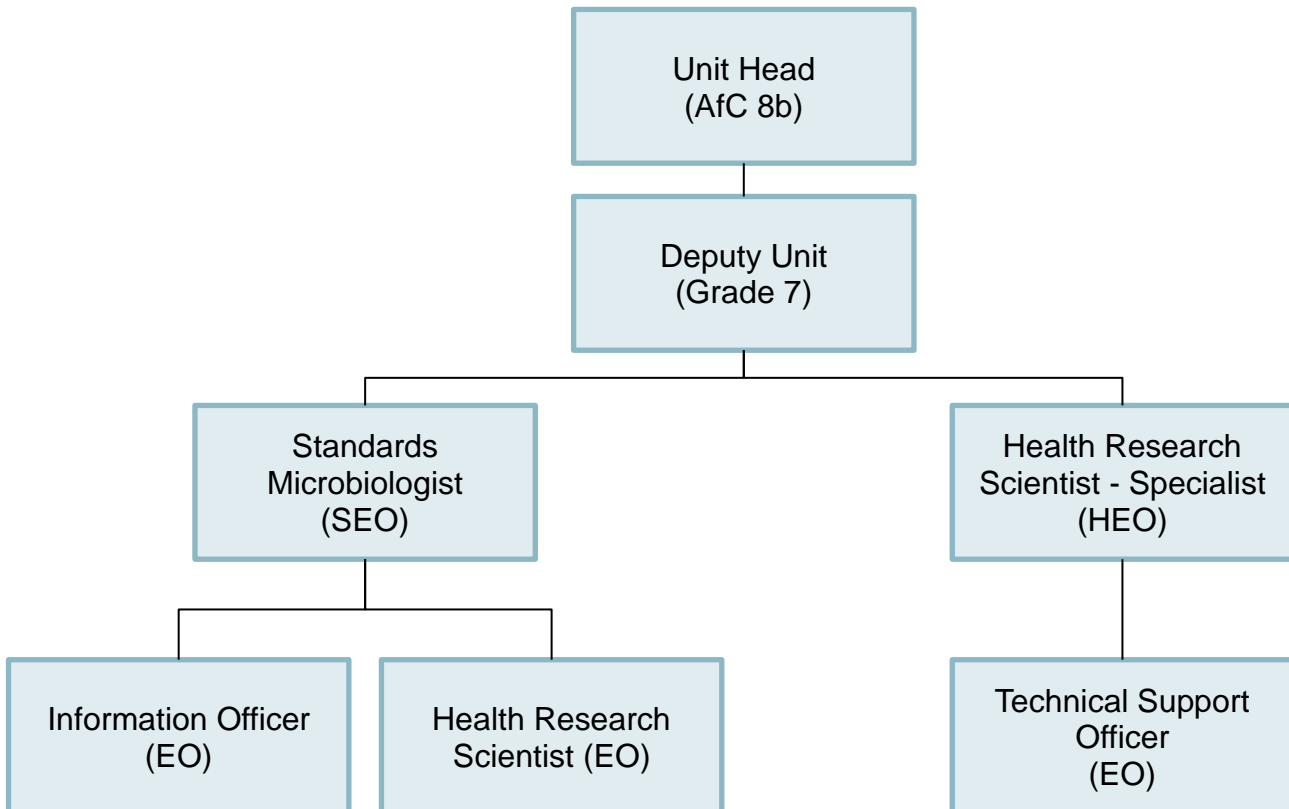 Unit Head
(AfC 8b)
Deputy Unit
(Grade 7)
Standards
Microbiologist
(SEO)
Health Research
Scientist - Specialist
(HEO)
Information Officer
(EO)
Health Research
Scientist (EO)
Technical Support
Officer
(EO)